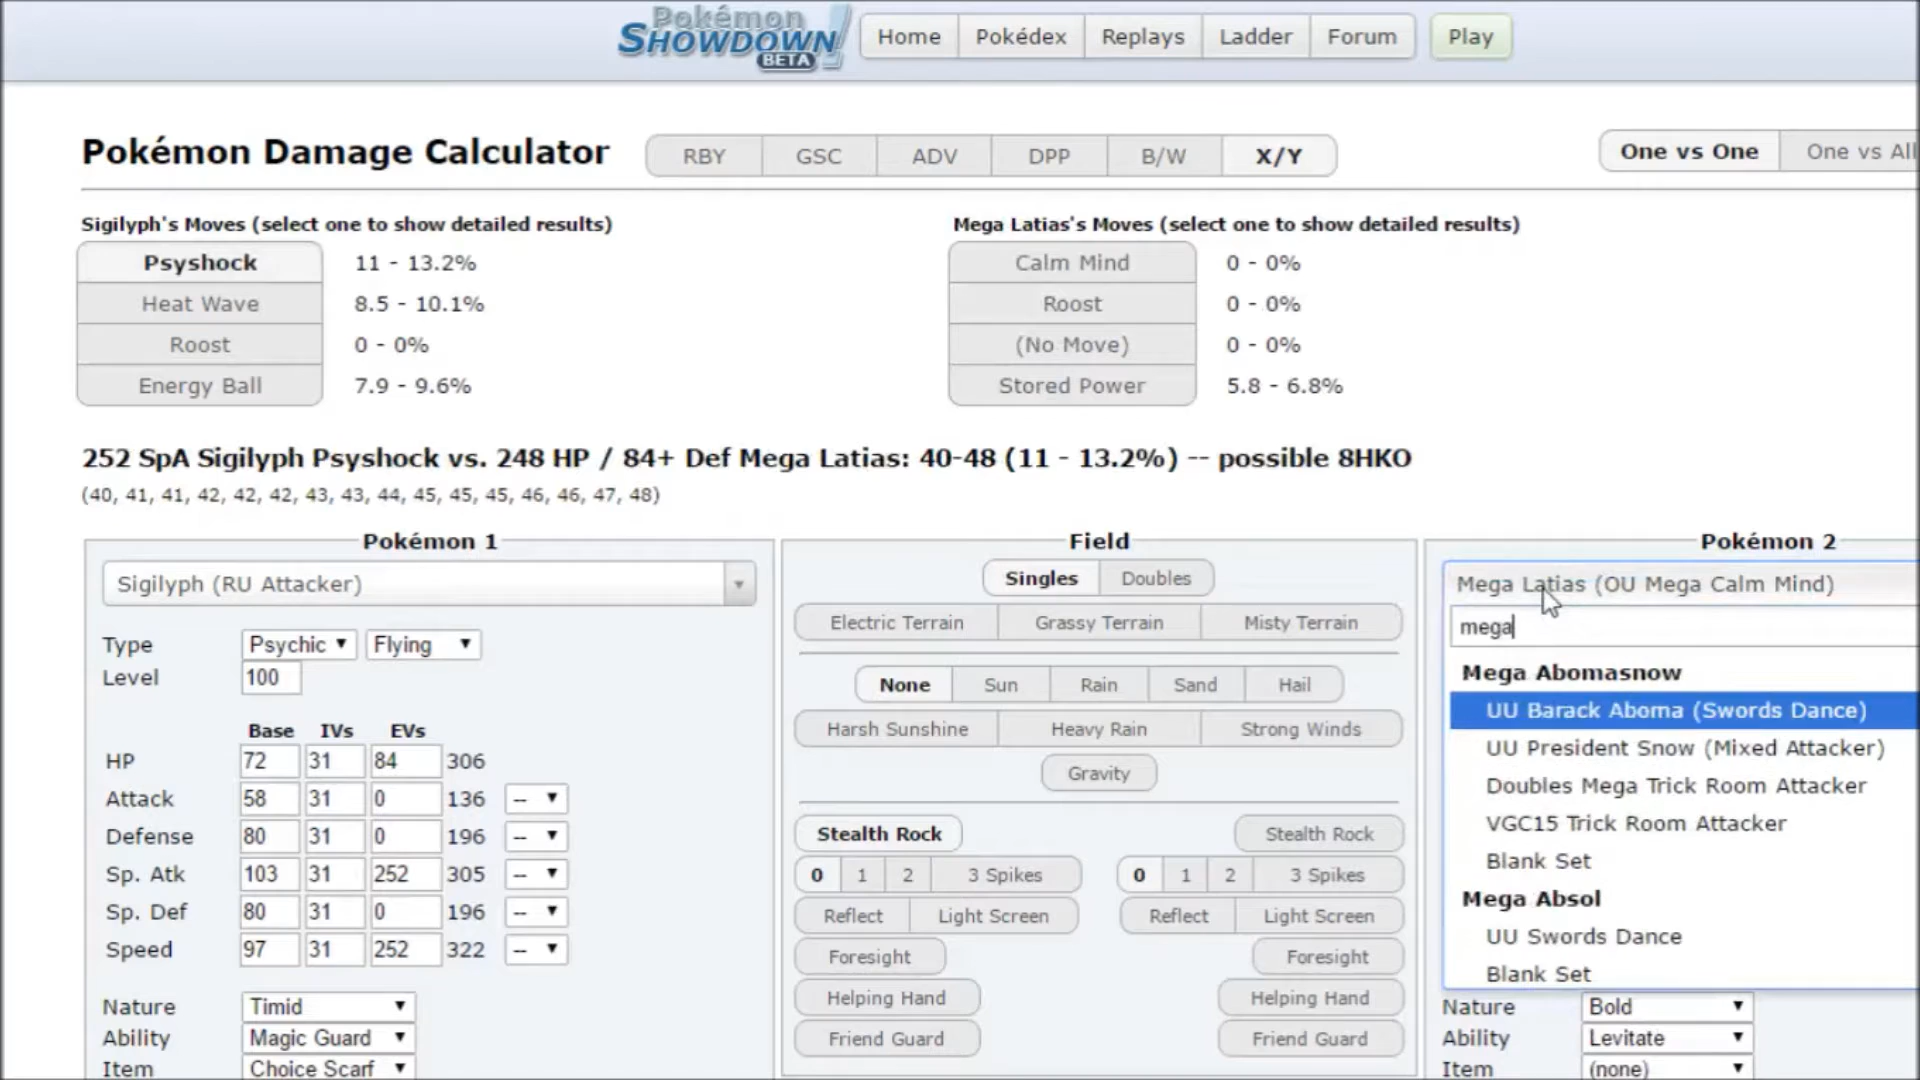 Pokémon
SHOWDOWN!
BETA
Home Pokédex Replays Ladder Forum Play
Pokémon Damage Calculator RBY GSC ADV DPP B/W X/Y One vs One One vs All
Sigilyph's Moves (select one to show detailed results)
Psyshock 11 - 13.2%
Heat Wave 8.5 - 10.1%
Roost 0 - 0%
Energy Ball 7.9 - 9.6%
Mega Latias's Moves (select one to show detailed results)
Calm Mind 0 - 0%
Roost 0 - 0%
(No Move) 0 - 0%
Stored Power 5.8 - 6.8%
252 SpA Sigilyph Psyshock vs. 248 HP / 84+ Def Mega Latias: 40-48 (11 - 13.2%) -- possible 8HKO
(40, 41, 41, 42, 42, 42, 43, 43, 44, 45, 45, 45, 46, 46, 47, 48)
Pokémon 1
Sigilyph (RU Attacker)
Type Psychic Flying
Level 100
Base IVs EVs
HP 72 31 84 306
Attack 58 31 0 136 --
Defense 80 31 0 196 --
Sp. Atk 103 31 252 305 --
Sp. Def 80 31 0 196 --
Speed 97 31 252 322 --
Nature Timid
Ability Magic Guard
Item Choice Scarf
Field
Singles Doubles
Electric Terrain Grassy Terrain Misty Terrain
None Sun Rain Sand Hail
Harsh Sunshine Heavy Rain Strong Winds
Gravity
Stealth Rock Stealth Rock
0 1 2 3 Spikes 0 1 2 3 Spikes
Reflect Light Screen Reflect Light Screen
Foresight Foresight
Helping Hand Helping Hand
Friend Guard Friend Guard
Pokémon 2
Mega Latias (OU Mega Calm Mind)
mega
Mega Abomasnow
UU Barack Aboma (Swords Dance)
UU President Snow (Mixed Attacker)
Doubles Mega Trick Room Attacker
VGC15 Trick Room Attacker
Blank Set
Mega Absol
UU Swords Dance
Blank Set
Nature Bold
Ability Levitate
Item (none)